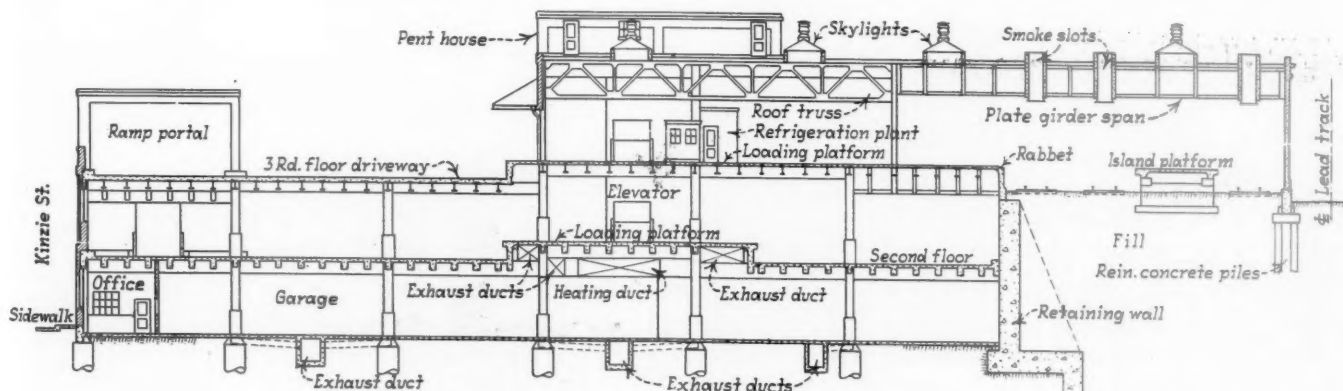 Pent house
Skylights
Smoke slots
Ramp portal
Roof truss
Plate girder span
Refrigeration plant
3Rd. floor driveway
Loading platform
Rabbet
Island platform
Lead track
Kinzie St.
Elevator
Loading platform
Fill
Second floor
Office
Exhaust ducts
Heating duct
Exhaust duct
Rein. concrete piles
Garage
Sidewalk
Retaining wall
Exhaust duct
Exhaust ducts